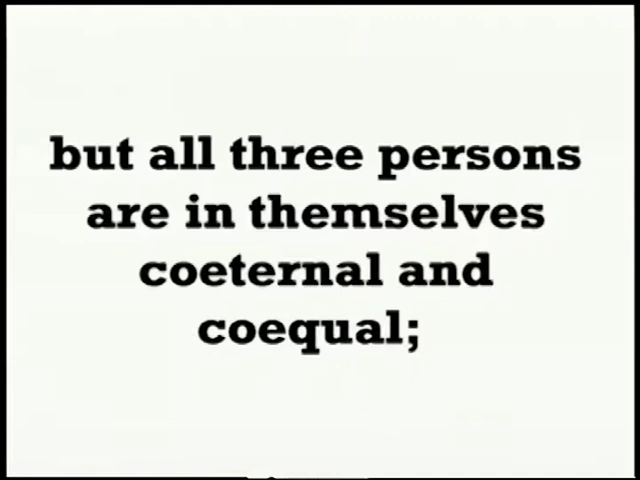 but all three persons
are in themselves
coeternal and
coequal;